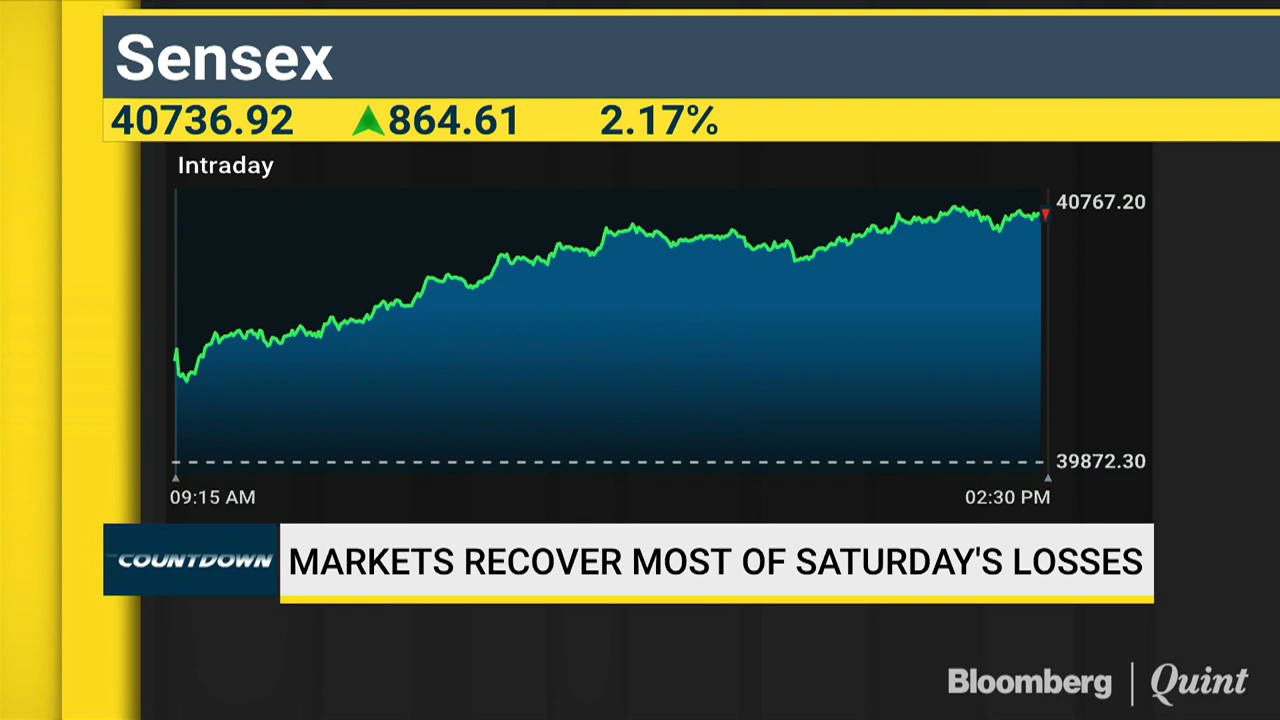 Sensex
40736.92 ▲864.61 2.17%
Intraday
40767.20
39872.30
09:15 AM 02:30 PM
COUNTDOWN
MARKETS RECOVER MOST OF SATURDAY'S LOSSES
Bloomberg | Quint